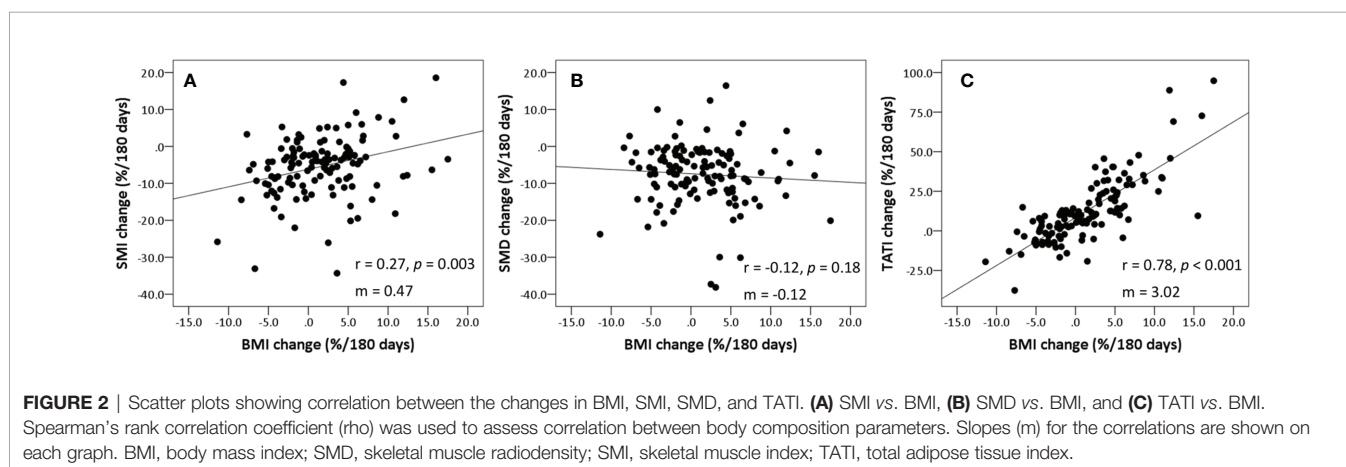 A
20.0
10.0
.0
-10.0
-20.0
-30.0
-40.0
SMI change (%/180 days)
r = 0.27, p = 0.003
m = 0.47
-15.0 -10.0 -5.0 .0 5.0 10.0 15.0 20.0
BMI change (%/180 days)
B
20.0
10.0
.0
-10.0
-20.0
-30.0
-40.0
SMD change (%/180 days)
r = -0.12, p = 0.18
m = -0.12
-15.0 -10.0 -5.0 .0 5.0 10.0 15.0 20.0
BMI change (%/180 days)
C
100.0
75.0
50.0
25.0
.0
-25.0
TATI change (%/180 days)
r = 0.78, p < 0.001
m = 3.02
-15.0 -10.0 -5.0 .0 5.0 10.0 15.0 20.0
BMI change (%/180 days)
FIGURE 2 | Scatter plots showing correlation between the changes in BMI, SMI, SMD, and TATI. (A) SMI vs. BMI, (B) SMD vs. BMI, and (C) TATI vs. BMI.
Spearman's rank correlation coefficient (rho) was used to assess correlation between body composition parameters. Slopes (m) for the correlations are shown on
each graph. BMI, body mass index; SMD, skeletal muscle radiodensity; SMI, skeletal muscle index; TATI, total adipose tissue index.